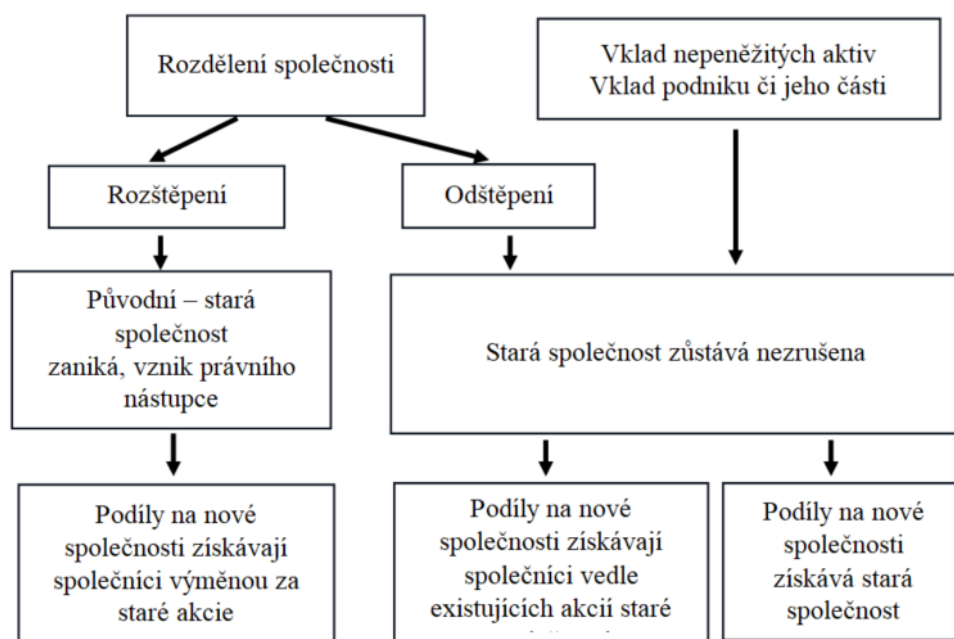 Rozdělení společnosti
Vklad nepeněžitých aktiv
Vklad podniku či jeho části
Rozštěpení
Odštěpení
Původní – stará
společnost
zaniká, vznik právního
nástupce
Stará společnost zůstává nezrušena
Podíly na nové
společnosti získávají
společníci výměnou za
staré akcie
Podíly na nové
společnosti získávají
společníci vedle
existujících akcií staré
Podíly na nové
společnosti
získává stará
společnost